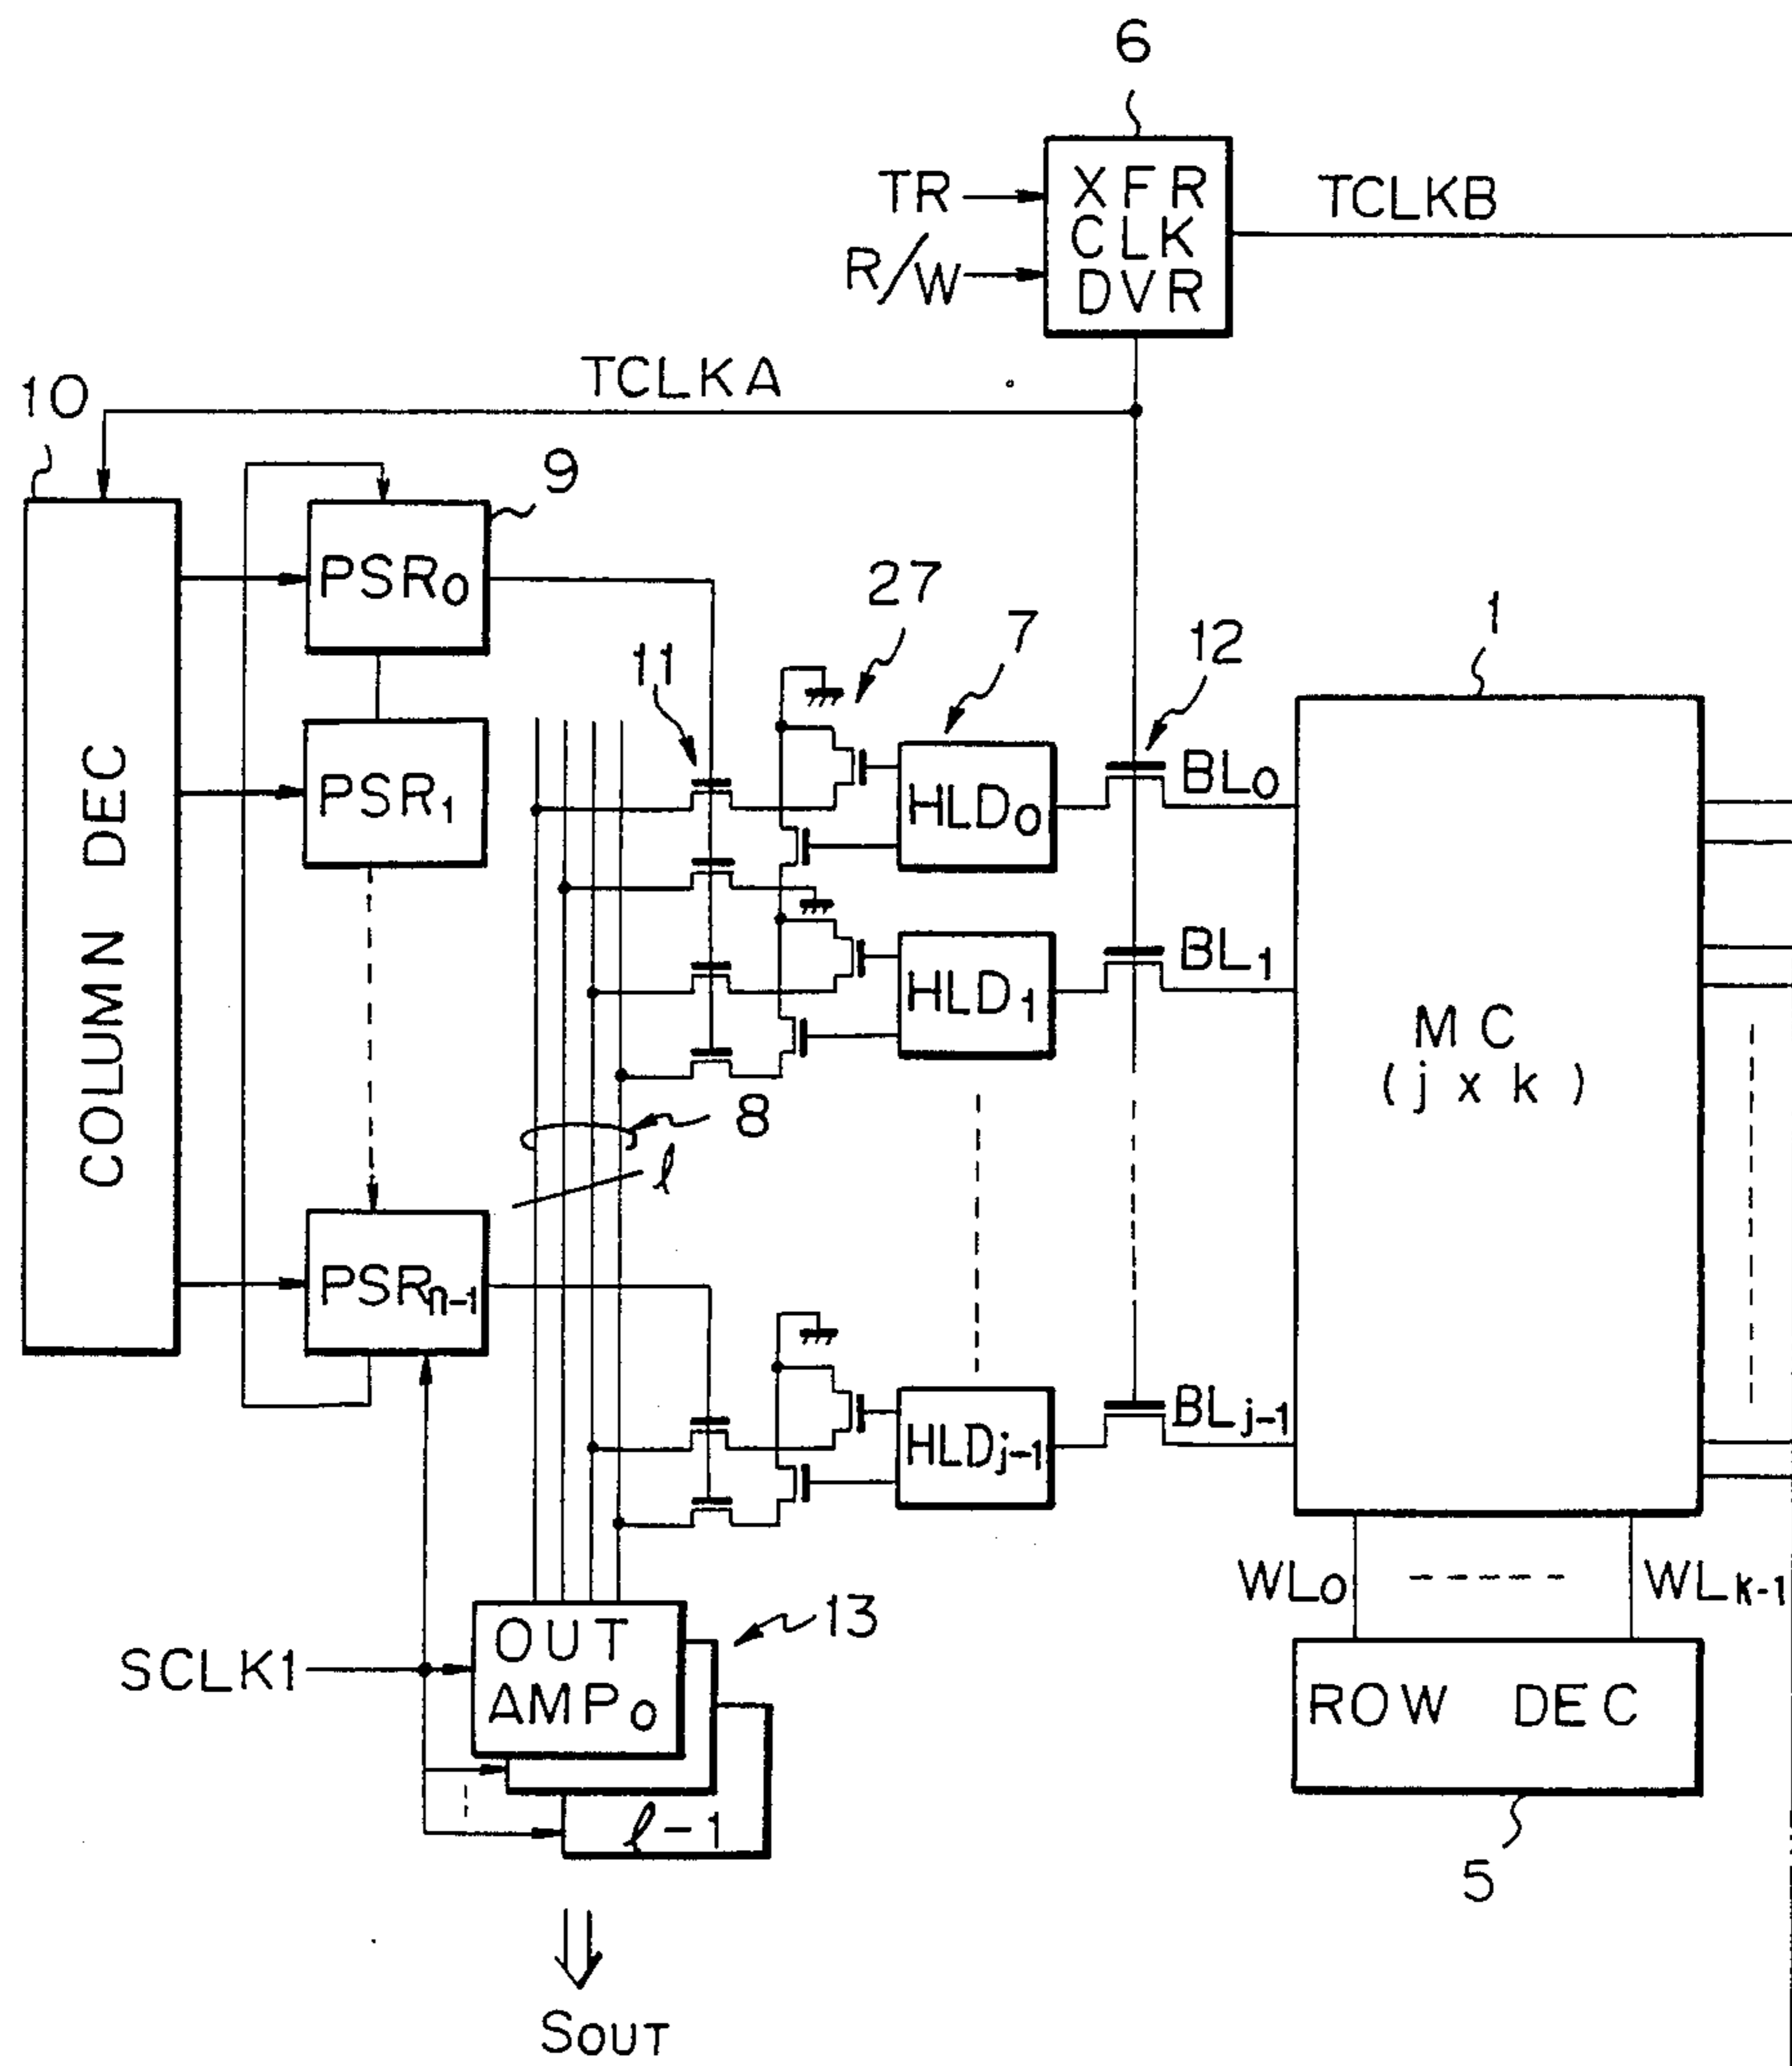 6
TR
R/W
XFR
CLK
DVR
TCLKB
TCLKA
10
9
COLUMN DEC
PSR0
PSR1
PSRn-1
27
7
11
12
1
HLD0
HLD1
HLDj-1
BL0
BL1
BLj-1
MC
(j x k)
8
ℓ
WL0
WLk-1
ROW DEC
5
SCLK1
OUT
AMP0
ℓ-1
13
SOUT